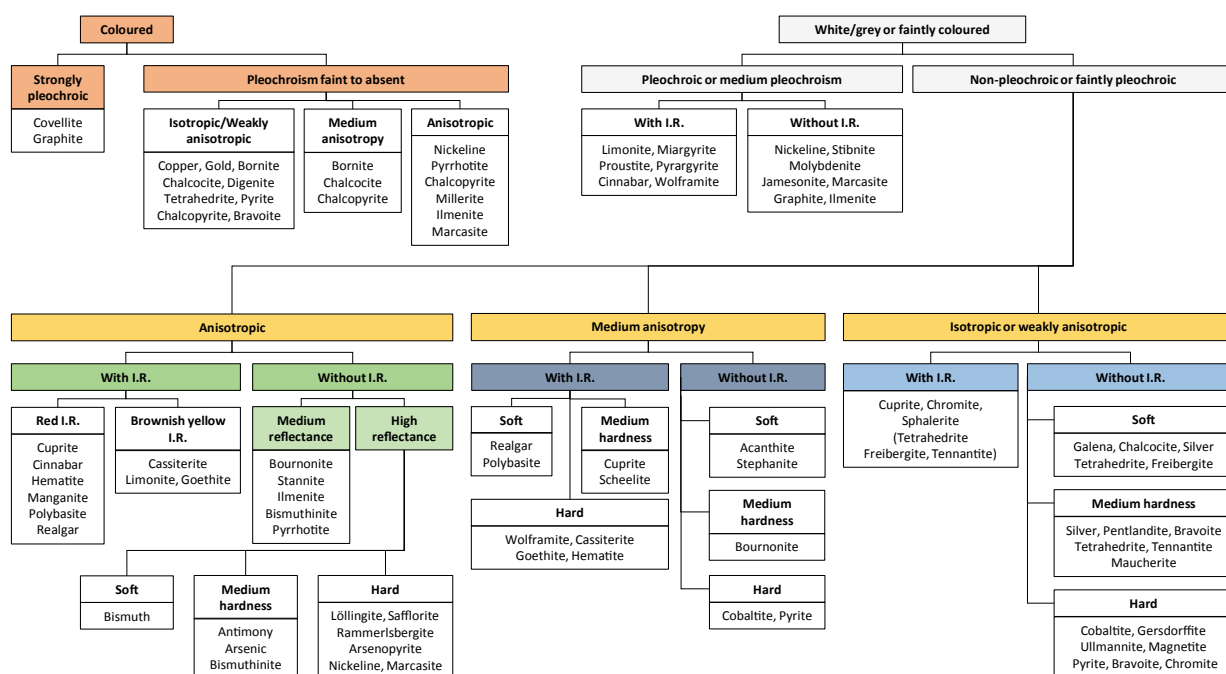 Coloured
White/grey or faintly coloured
Strongly
pleochroic
Covellite
Graphite
Pleochroism faint to absent
Isotropic/Weakly
anisotropic
Copper, Gold, Bornite
Chalcocite, Digenite
Tetrahedrite, Pyrite
Chalcopyrite, Bravoite
Medium
anisotropy
Bornite
Chalcocite
Chalcopyrite
Anisotropic
Nickeline
Pyrrhotite
Chalcopyrite
Millerite
Ilmenite
Marcasite
Pleochroic or medium pleochroism
With I.R.
Limonite, Miargyrite
Proustite, Pyrargyrite
Cinnabar, Wolframite
Without I.R.
Nickeline, Stibnite
Molybdenite
Jamesonite, Marcasite
Graphite, Ilmenite
Non-pleochroic or faintly pleochroic
Anisotropic
With I.R.
Red I.R.
Cuprite
Cinnabar
Hematite
Manganite
Polybasite
Realgar
Brownish yellow
I.R.
Cassiterite
Limonite, Goethite
Without I.R.
Medium
reflectance
Bournonite
Stannite
Ilmenite
Bismuthinite
Pyrrhotite
High
reflectance
Soft
Bismuth
Medium
hardness
Antimony
Arsenic
Bismuthinite
Hard
Löllingite, Safflorite
Rammerlsbergite
Arsenopyrite
Nickeline, Marcasite
Medium anisotropy
With I.R.
Soft
Realgar
Polybasite
Medium
hardness
Cuprite
Scheelite
Hard
Wolframite, Cassiterite
Goethite, Hematite
Without I.R.
Soft
Acanthite
Stephanite
Medium
hardness
Bournonite
Hard
Cobaltite, Pyrite
Isotropic or weakly anisotropic
With I.R.
Cuprite, Chromite,
Sphalerite
(Tetrahedrite
Freibergite, Tennantite)
Without I.R.
Soft
Galena, Chalcocite, Silver
Tetrahedrite, Freibergite
Medium hardness
Silver, Pentlandite, Bravoite
Tetrahedrite, Tennantite
Maucherite
Hard
Cobaltite, Gersdorffite
Ullmannite, Magnetite
Pyrite, Bravoite, Chromite